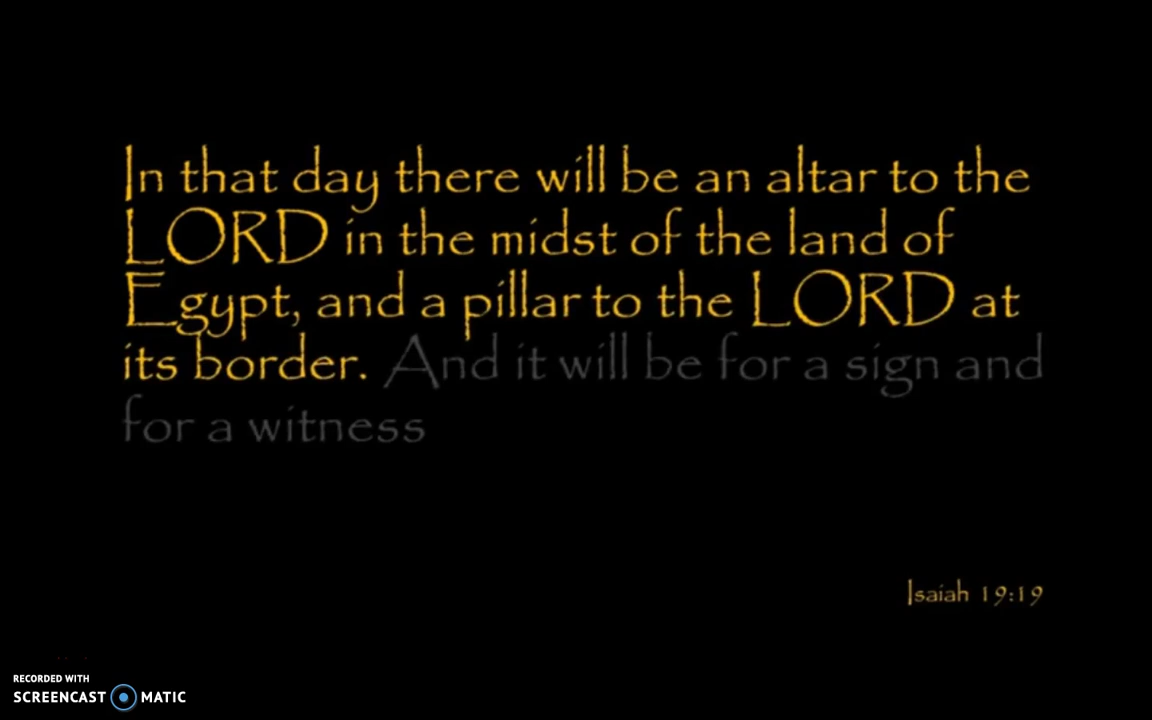 In that day there will be an altar to the
LORD in the midst of the land of
Egypt, and a pillar to the LORD at
its border. And it will be for a sign and
for a witness
Isaiah 19:19
RECORDED WITH
SCREENCAST MATIC